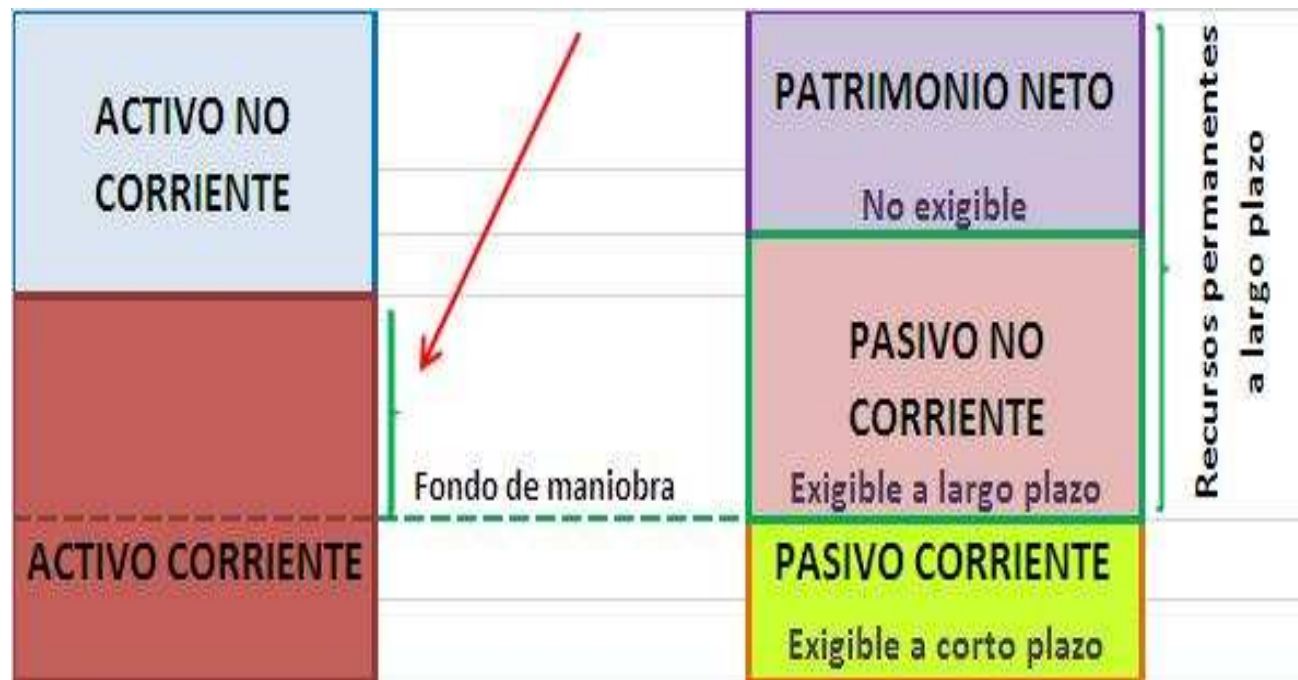 ACTIVO NO
CORRIENTE
ACTIVO CORRIENTE
Fondo de maniobra
PATRIMONIO NETO
No exigible
PASIVO NO
CORRIENTE
Exigible a largo plazo
PASIVO CORRIENTE
Exigible a corto plazo
Recursos permanentes
a largo plazo